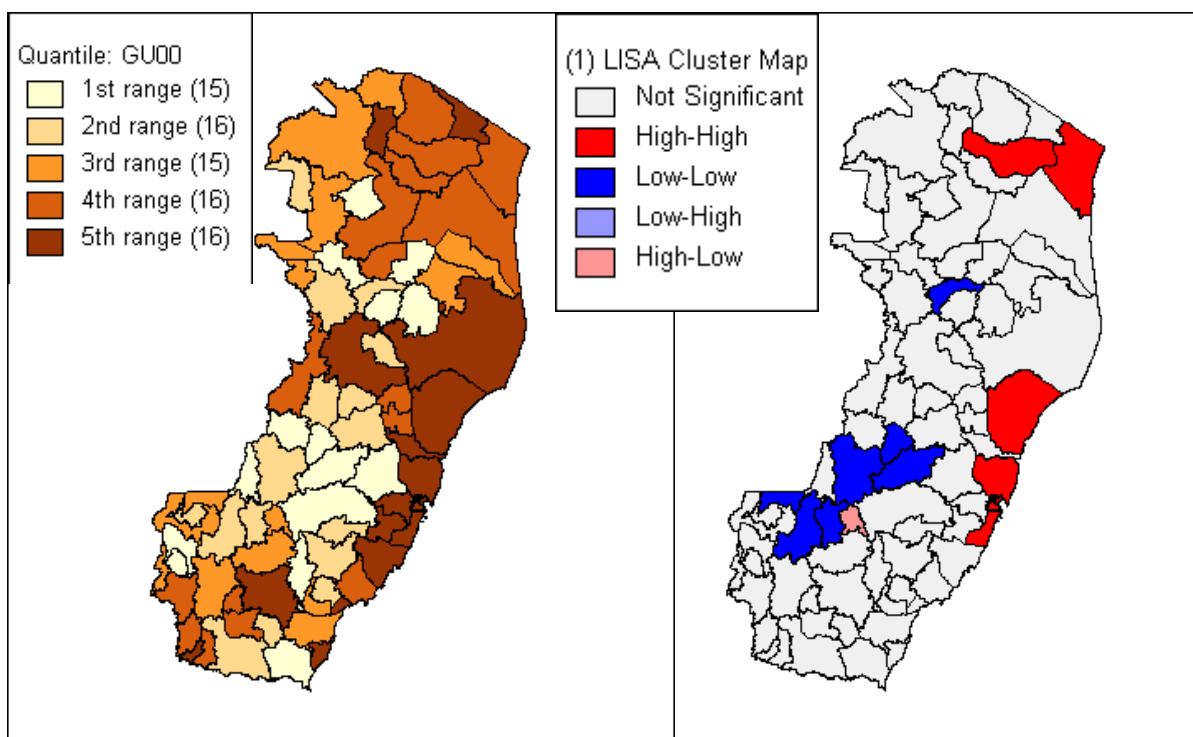 Quantile: GU00
1st range (15)
2nd range (16)
3rd range (15)
4th range (16)
5th range (16)
(1) LISA Cluster Map
Not Significant
High-High
Low-Low
Low-High
High-Low